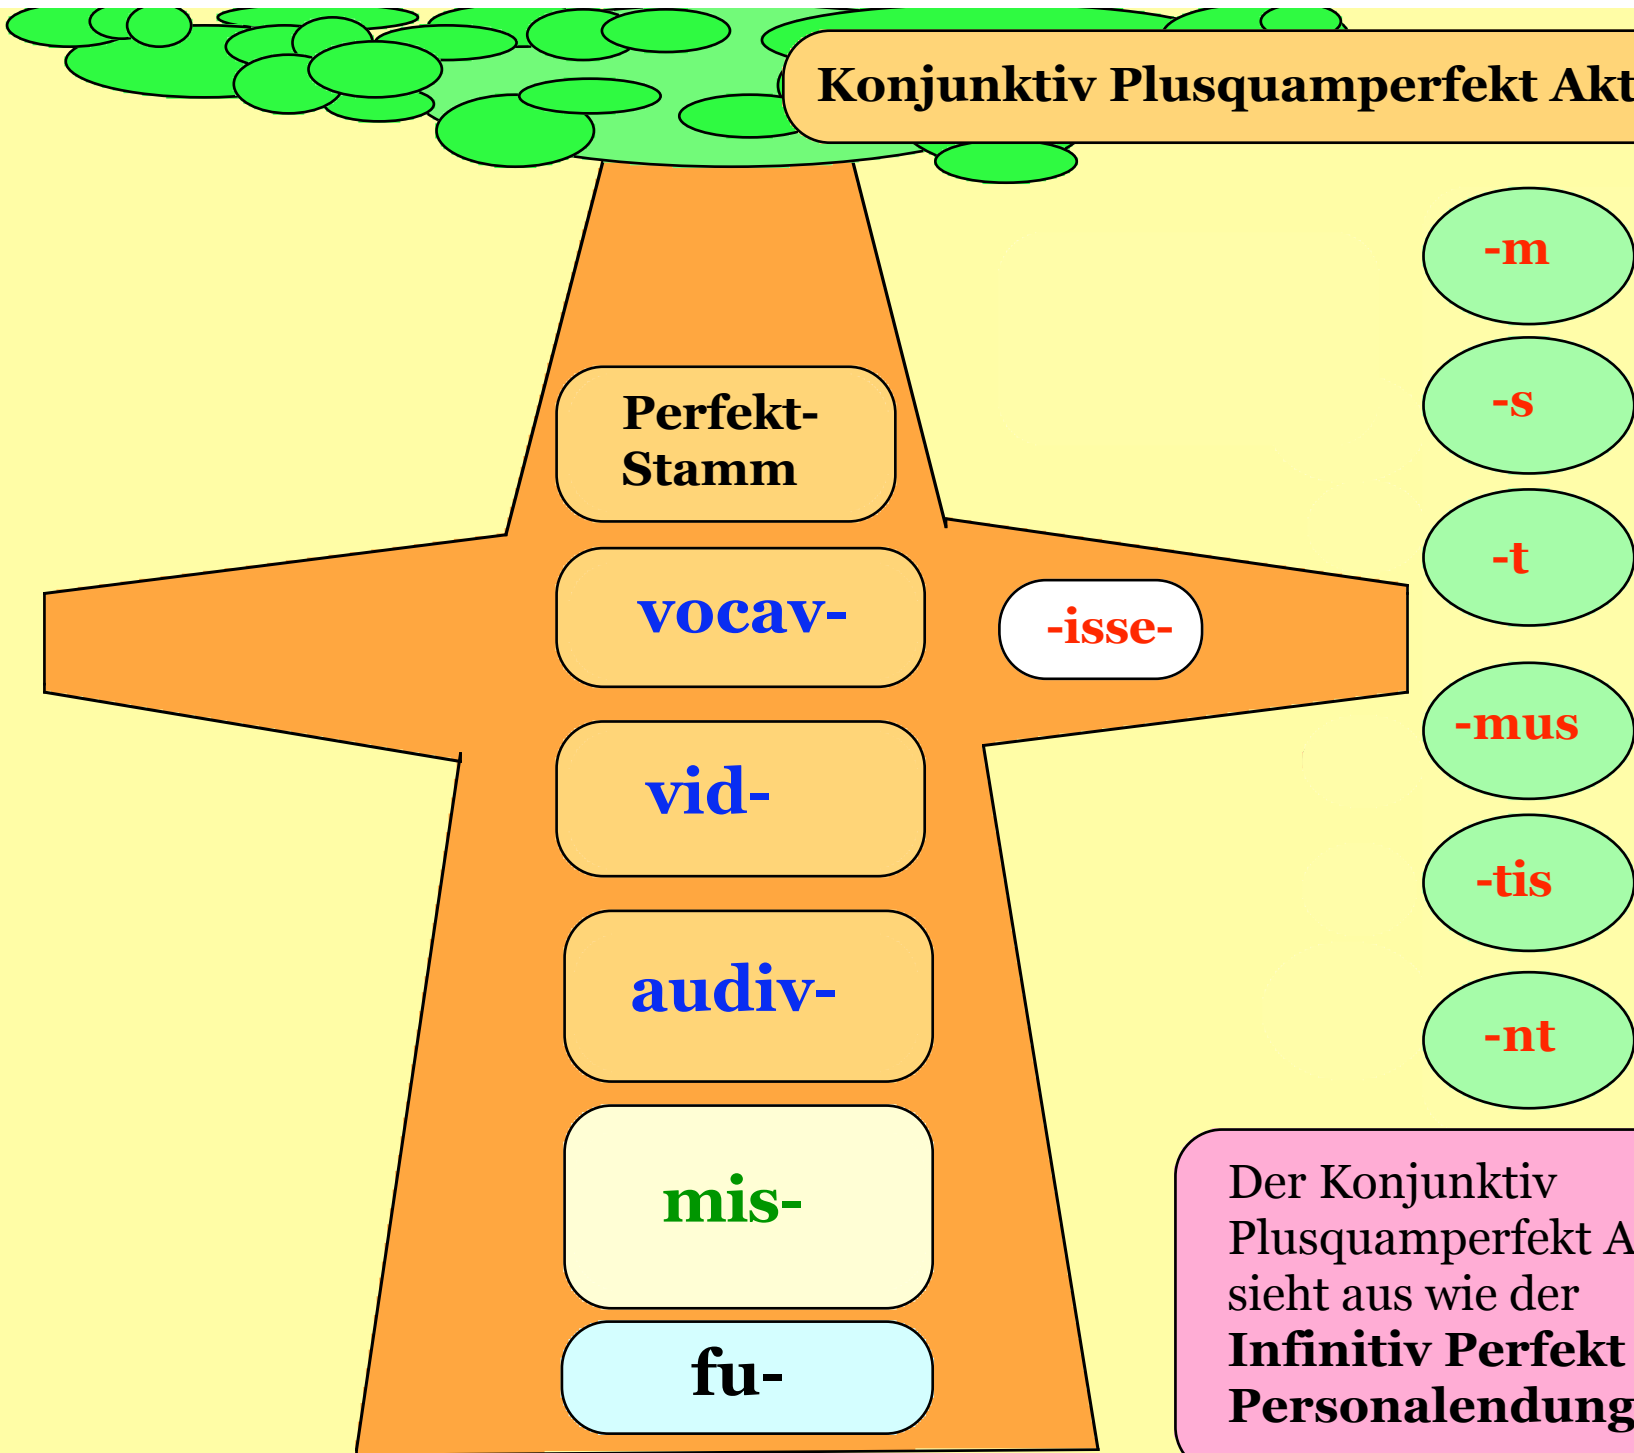 Konjunktiv Plusquamperfekt Akt
-m
-s
-t
-mus
-tis
-nt
Perfekt-
Stamm
vocav-
-isse-
vid-
audiv-
mis-
fu-
Der Konjunktiv
Plusquamperfekt A
sieht aus wie der
Infinitiv Perfekt
Personalendung